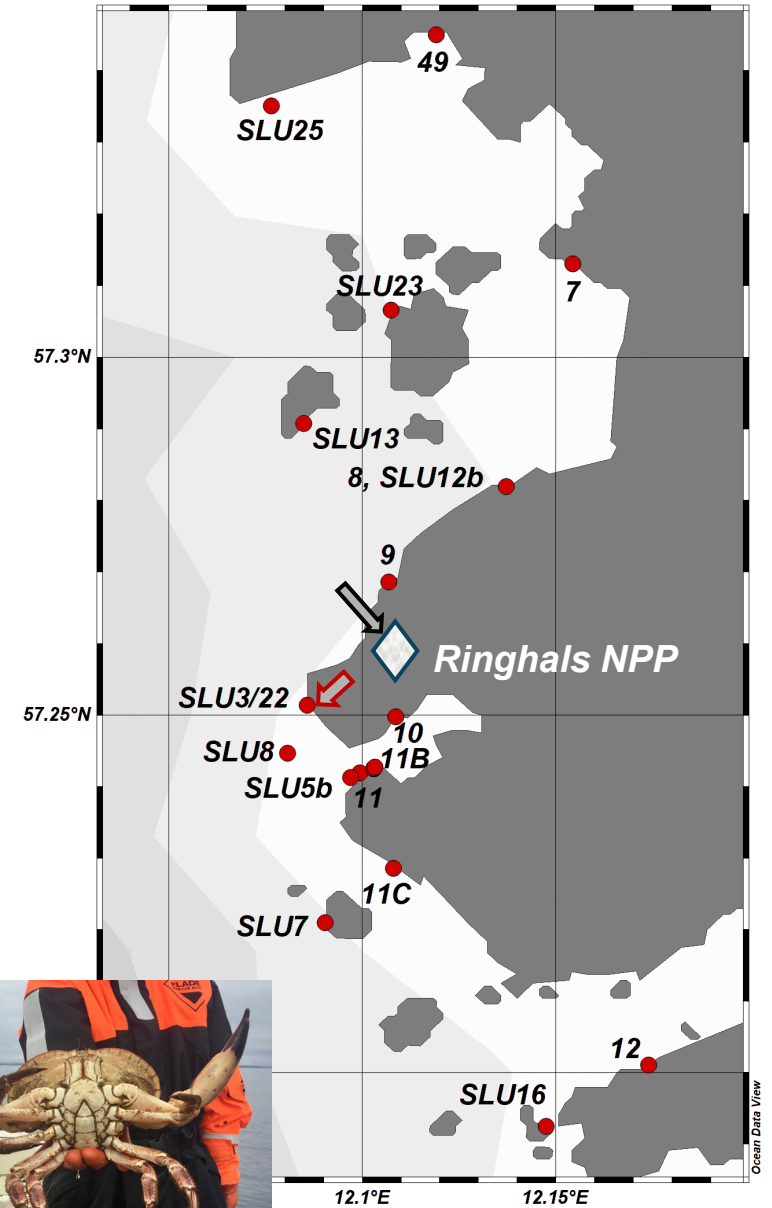 49
SLU25
SLU23
7
57.3°N
SLU13
8, SLU12b
9
Ringhals NPP
SLU3/22
57.25°N
10
SLU8
11B
SLU5b
11
11C
SLU7
12
SLU16
Ocean Data View
12.1°E
12.15°E